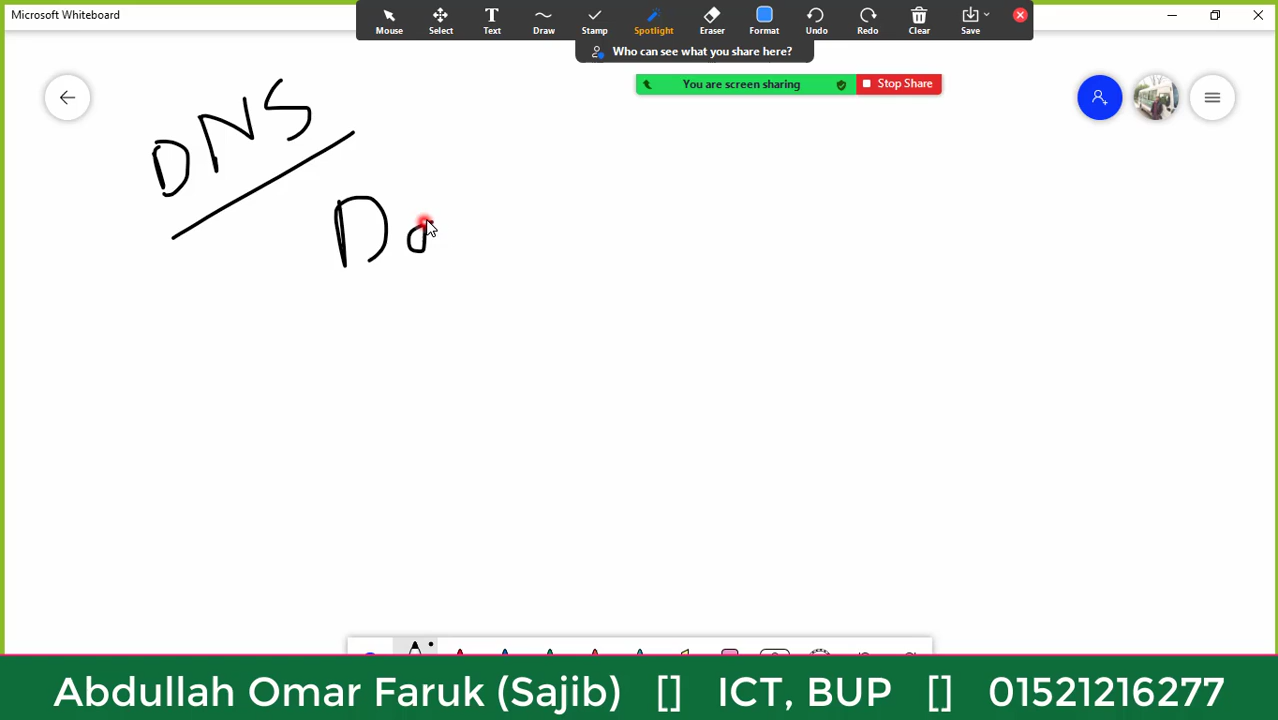 Microsoft Whiteboard
Mouse Select Text Draw Stamp Spotlight Eraser Format Undo Redo Clear Save
Who can see what you share here?
You are screen sharing Stop Share
DNS
Do
Abdullah Omar Faruk (Sajib) [] ICT, BUP [] 01521216277